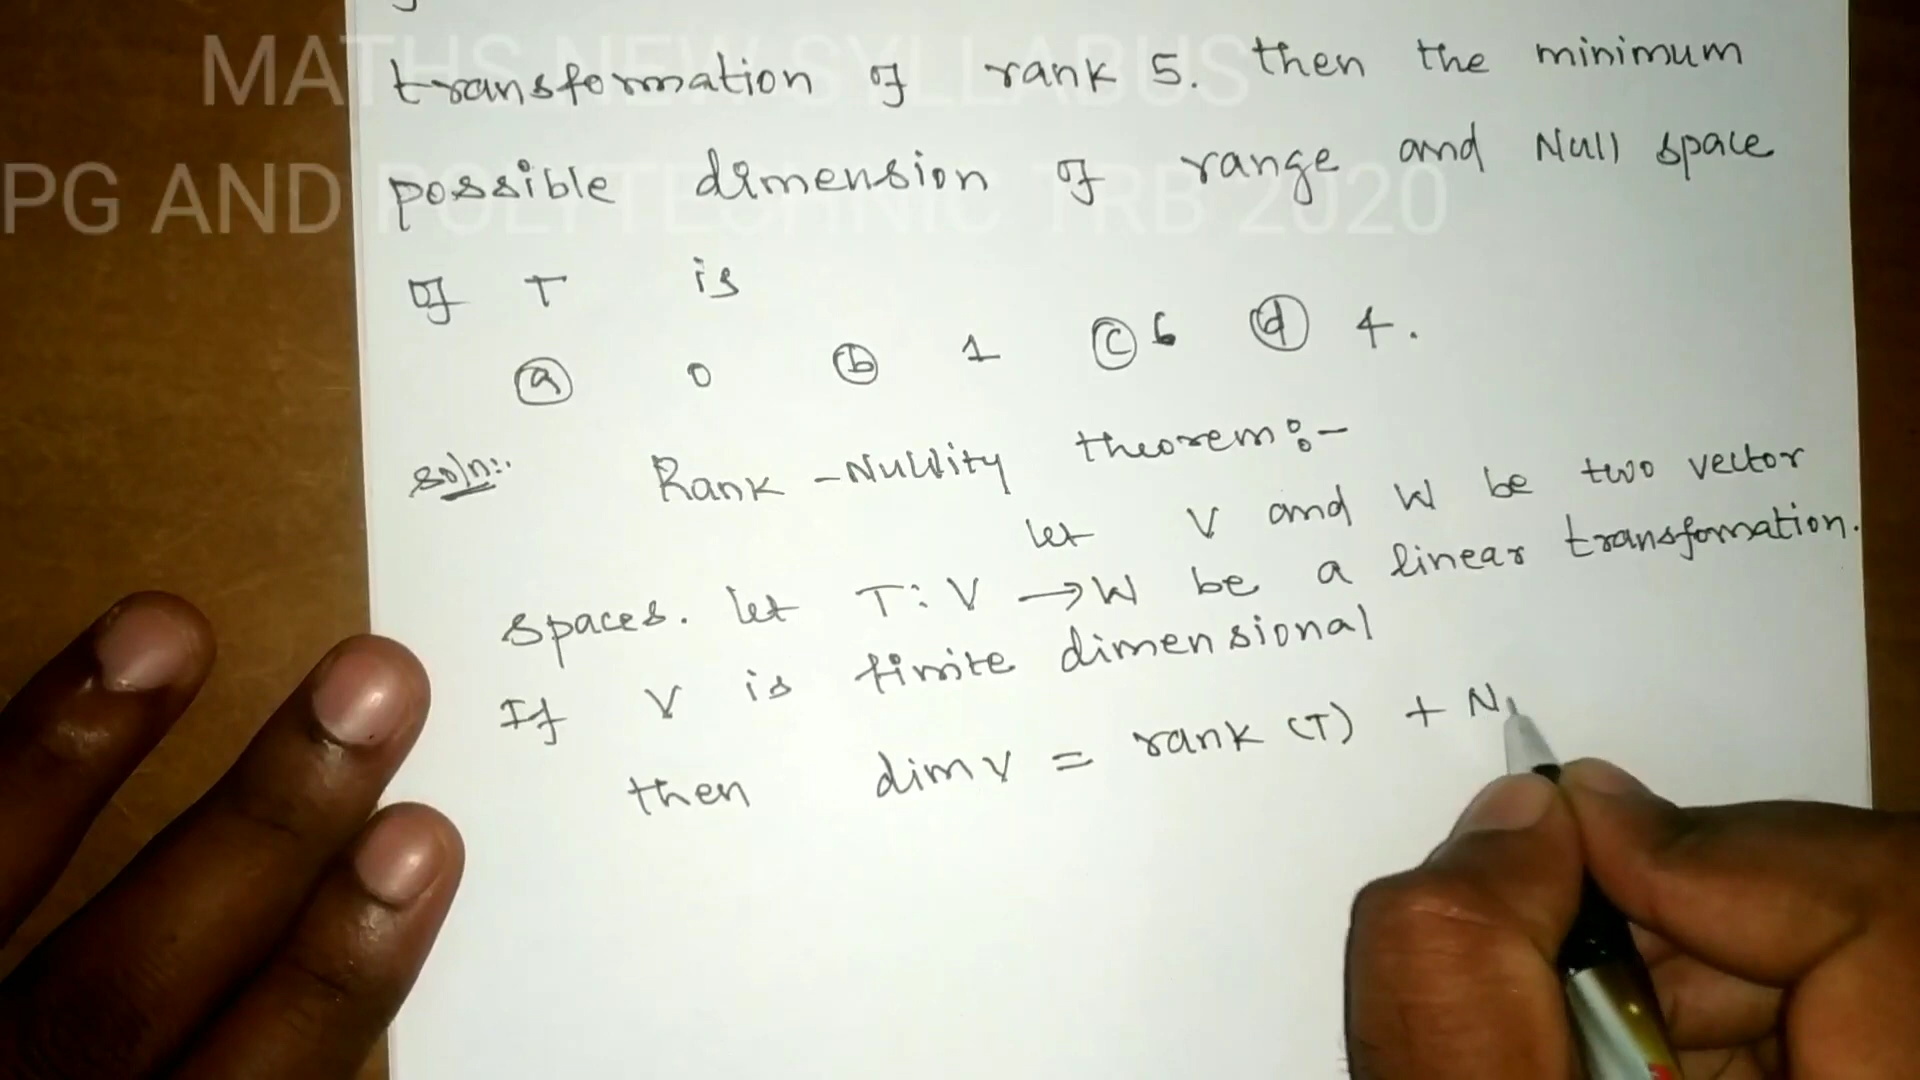 MATHS NEW SYLLABUS
PG AND POLYTECHNIC TRB 2020
transformation of rank 5. then the minimum
possible dimension of range and Null space
of T is
(a) 0 (b) 1 (c) 6 (d) 4.
soln:. Rank - Nullity theorem:-
let V and W be two vector
spaces. let T: V → W be a linear transformation.
If V is finite dimensional
then dim V = rank (T) + N